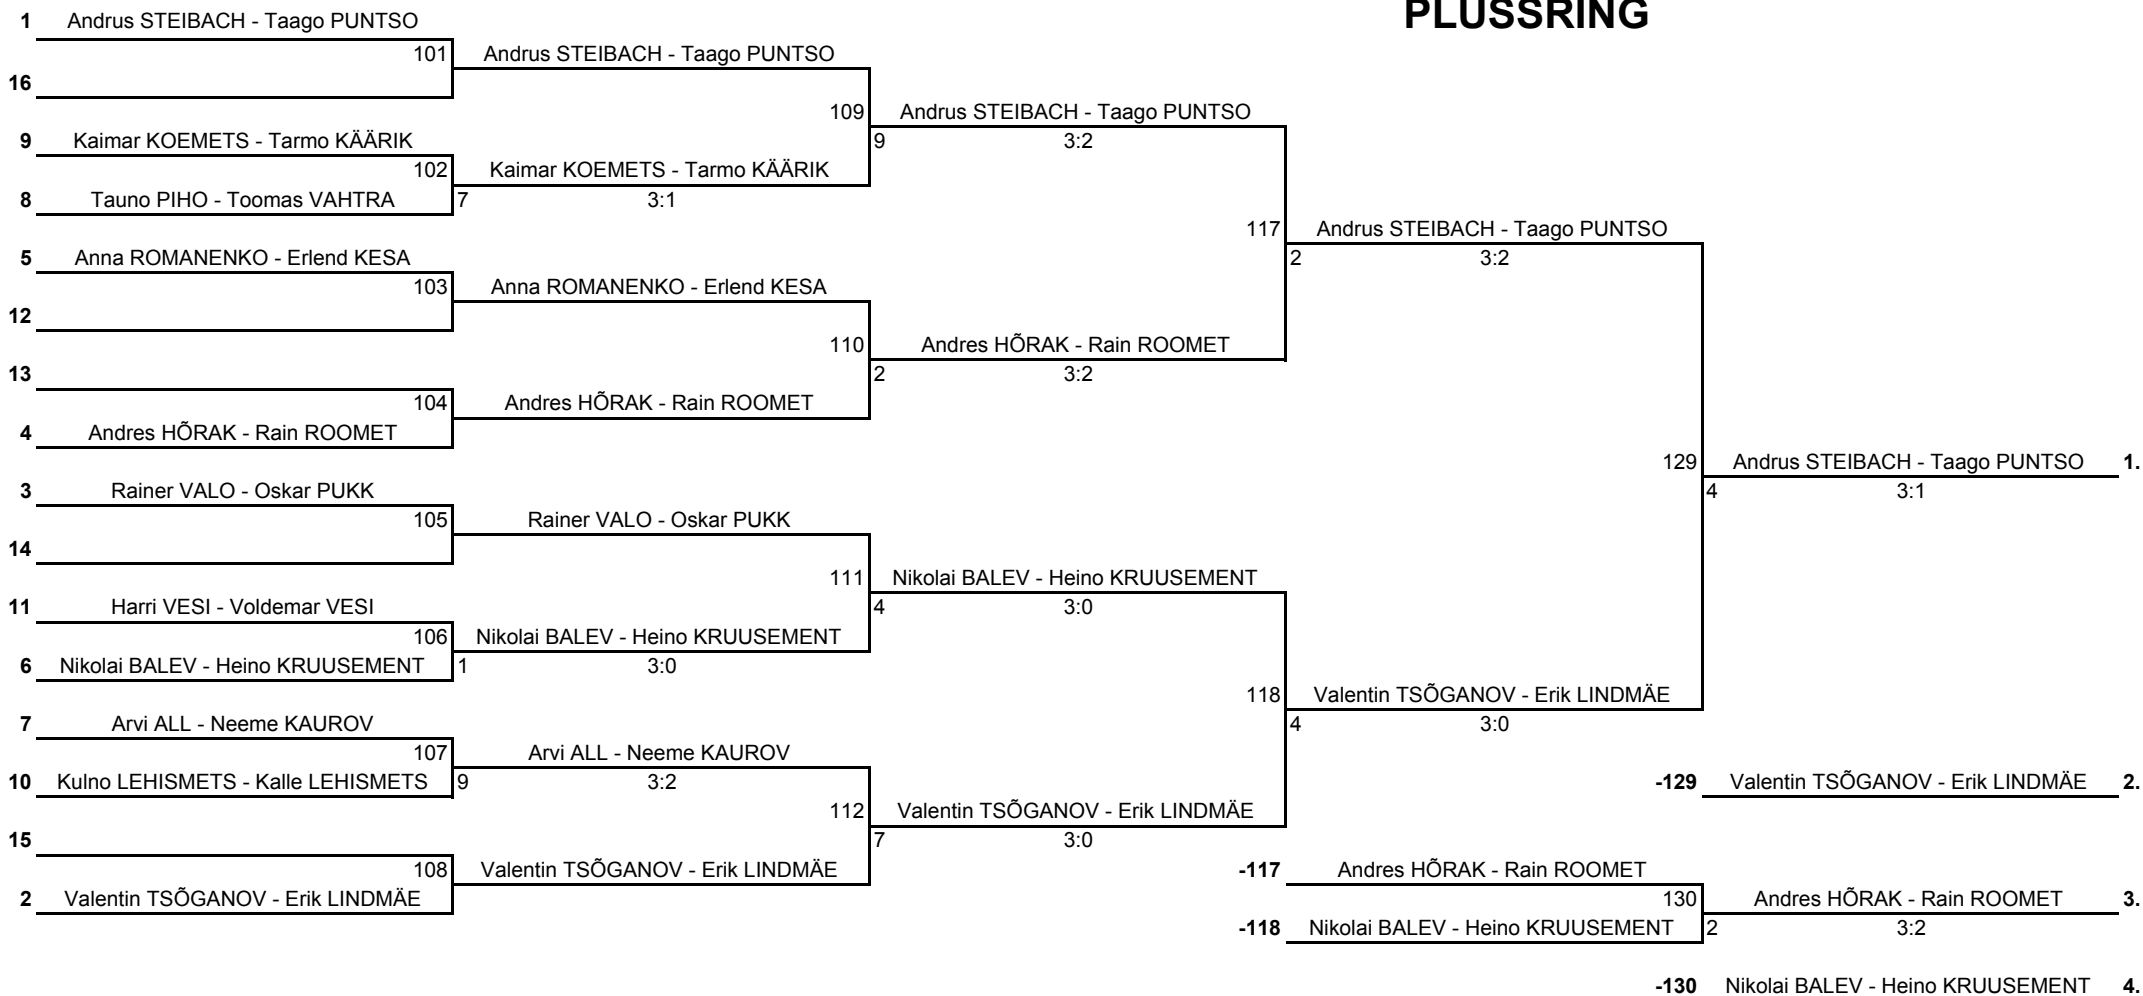 PLUSSRING
1 Andrus STEIBACH - Taago PUNTSO
101 Andrus STEIBACH - Taago PUNTSO
16
109 Andrus STEIBACH - Taago PUNTSO
9 Kaimar KOEMETS - Tarmo KÄÄRIK 9 3:2
102 Kaimar KOEMETS - Tarmo KÄÄRIK
8 Tauno PIHO - Toomas VAHTRA 7 3:1
117 Andrus STEIBACH - Taago PUNTSO
5 Anna ROMANENKO - Erlend KESA 2 3:2
103 Anna ROMANENKO - Erlend KESA
12
110 Andres HÕRAK - Rain ROOMET
13 2 3:2
104 Andres HÕRAK - Rain ROOMET
4 Andres HÕRAK - Rain ROOMET
129 Andrus STEIBACH - Taago PUNTSO 1.
3 Rainer VALO - Oskar PUKK 4 3:1
105 Rainer VALO - Oskar PUKK
14
111 Nikolai BALEV - Heino KRUUSEMENT
11 Harri VESI - Voldemar VESI 4 3:0
106 Nikolai BALEV - Heino KRUUSEMENT
6 Nikolai BALEV - Heino KRUUSEMENT 1 3:0
118 Valentin TSÕGANOV - Erik LINDMÄE
7 Arvi ALL - Neeme KAUROV 4 3:0
107 Arvi ALL - Neeme KAUROV
10 Kulno LEHISMETS - Kalle LEHISMETS 9 3:2 -129 Valentin TSÕGANOV - Erik LINDMÄE 2.
112 Valentin TSÕGANOV - Erik LINDMÄE
15 7 3:0
108 Valentin TSÕGANOV - Erik LINDMÄE -117 Andres HÕRAK - Rain ROOMET
2 Valentin TSÕGANOV - Erik LINDMÄE 130 Andres HÕRAK - Rain ROOMET 3.
-118 Nikolai BALEV - Heino KRUUSEMENT 2 3:2
-130 Nikolai BALEV - Heino KRUUSEMENT 4.